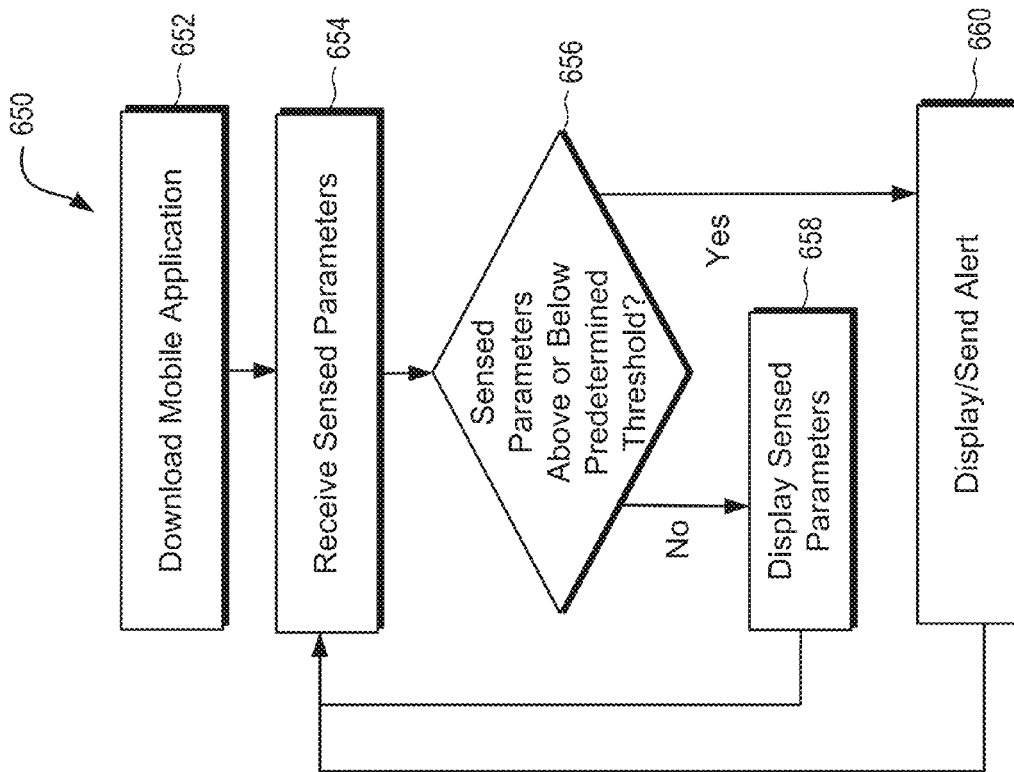 650
Download Mobile Application
652
Receive Sensed Parameters
654
Sensed
Parameters
Above or Below
Predetermined
Threshold?
656
No
Yes
Display Sensed
Parameters
658
Display/Send Alert
660